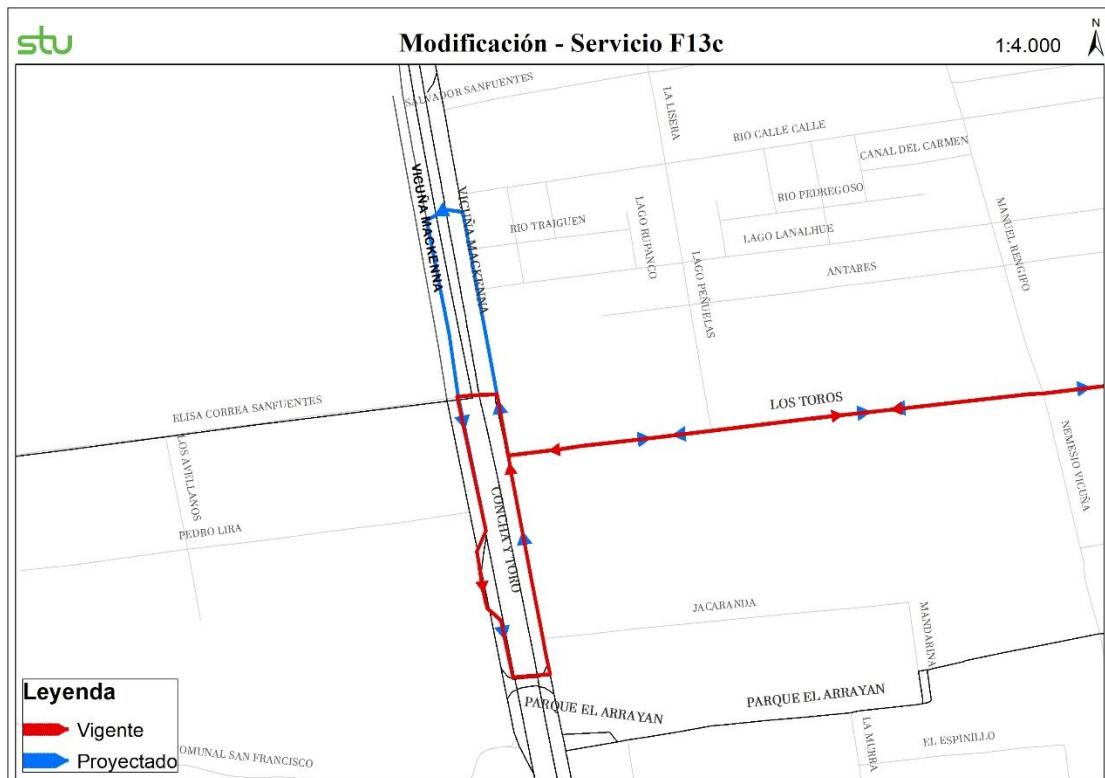 stu
Modificación - Servicio F13c
1:4.000
N
SALVADOR SANFUENTES
LA LISERA
RIO CALLE CALLE
CANAL DEL CARMEN
VICUÑA MACKENNA
VICUÑA MACKENNA
RIO PEDREGOSO
RIO TRAIGUEN
LAGO RUPANCO
LAGO LANALHUE
MANUEL RENGIFO
LAGO PEÑUELAS
ANTARES
ELISA CORREA SANFUENTES
LOS TOROS
LOS AVELLANOS
NEMESIO VICUÑA
CONCHA Y TORO
PEDRO LIRA
JACARANDA
MANDARINA
PARQUE EL ARRAYAN
PARQUE EL ARRAYAN
LA MURRA
EL ESPINILLO
OMUNAL SAN FRANCISCO
Leyenda
Vigente
Proyectado